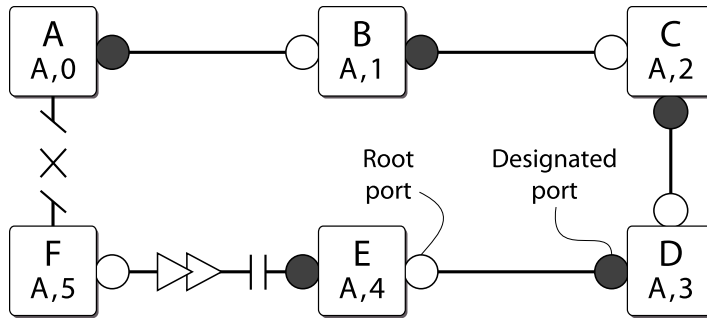 A
A,0
B
A,1
C
A,2
Root
port
Designated
port
F
A,5
E
A,4
D
A,3